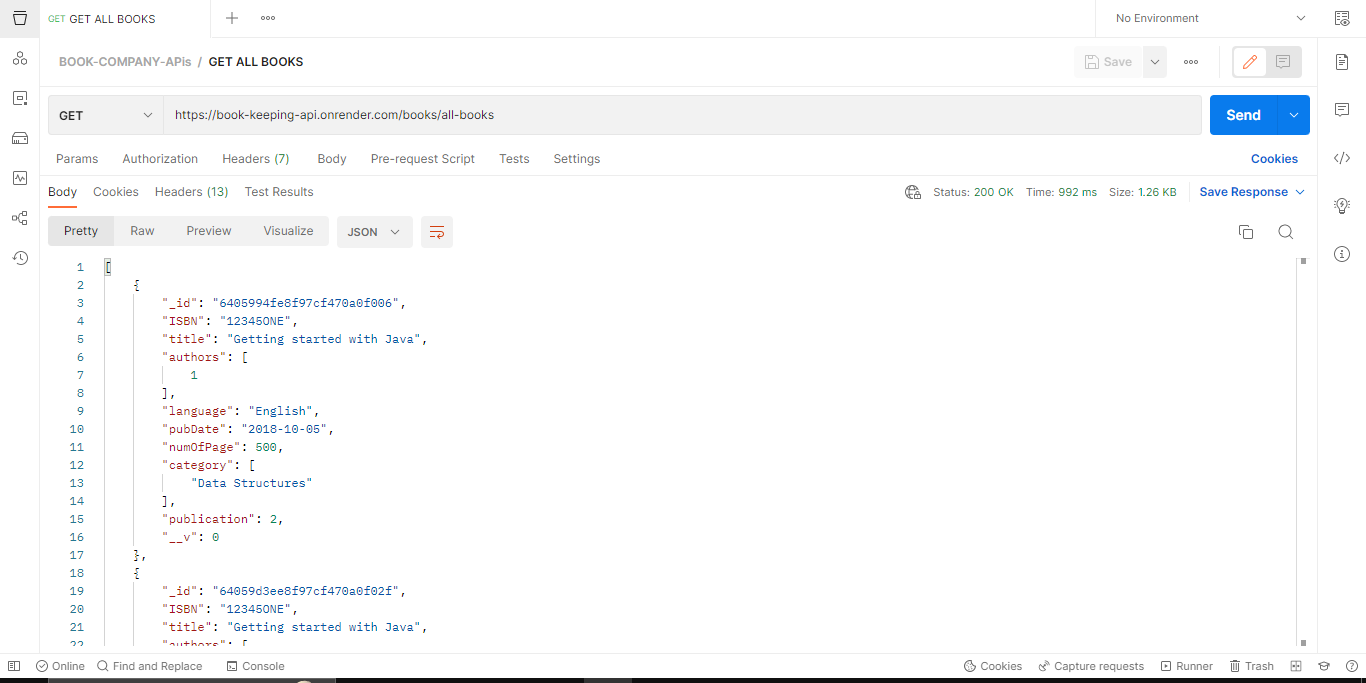 GET GET ALL BOOKS
No Environment
BOOK-COMPANY-APIs / GET ALL BOOKS
Save
GET
https://book-keeping-api.onrender.com/books/all-books
Send
Params Authorization Headers (7) Body Pre-request Script Tests Settings Cookies
Body Cookies Headers (13) Test Results Status: 200 OK Time: 992 ms Size: 1.26 KB Save Response
Pretty Raw Preview Visualize JSON
1 [
2 {
3 "_id": "6405994fe8f97cf470a0f006",
4 "ISBN": "12345ONE",
5 "title": "Getting started with Java",
6 "authors": [
7 1
8 ],
9 "language": "English",
10 "pubDate": "2018-10-05",
11 "numOfPage": 500,
12 "category": [
13 "Data Structures"
14 ],
15 "publication": 2,
16 "__v": 0
17 },
18 {
19 "_id": "64059d3ee8f97cf470a0f02f",
20 "ISBN": "12345ONE",
21 "title": "Getting started with Java",
22 "authors": [
Online Find and Replace Console Cookies Capture requests Runner Trash